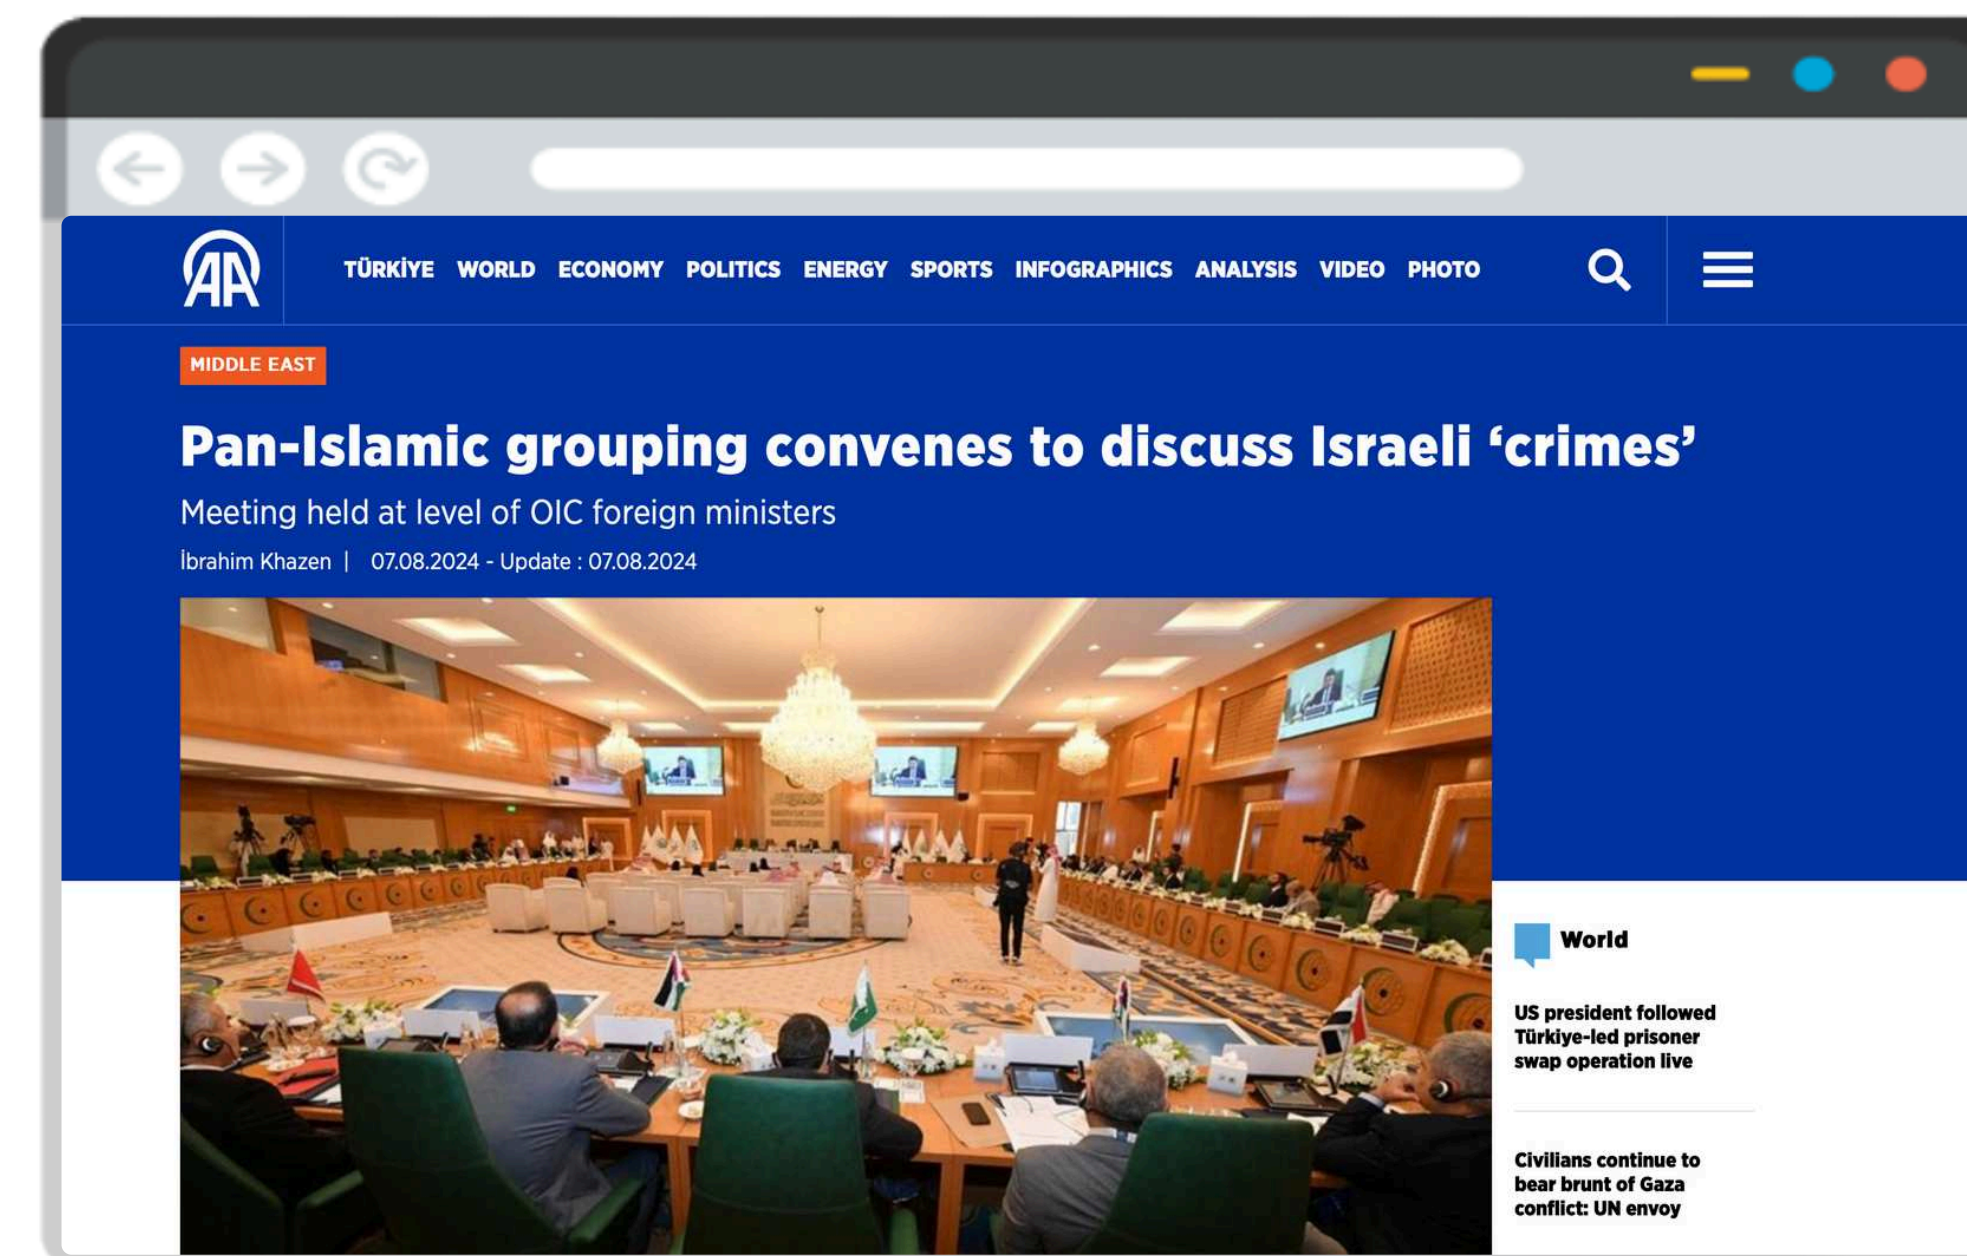 AA
TÜRKİYE WORLD ECONOMY POLITICS ENERGY SPORTS INFOGRAPHICS ANALYSIS VIDEO PHOTO
MIDDLE EAST
Pan-Islamic grouping convenes to discuss Israeli ‘crimes’
Meeting held at level of OIC foreign ministers
İbrahim Khazen | 07.08.2024 - Update : 07.08.2024
World
US president followed
Türkiye-led prisoner
swap operation live
Civilians continue to
bear brunt of Gaza
conflict: UN envoy